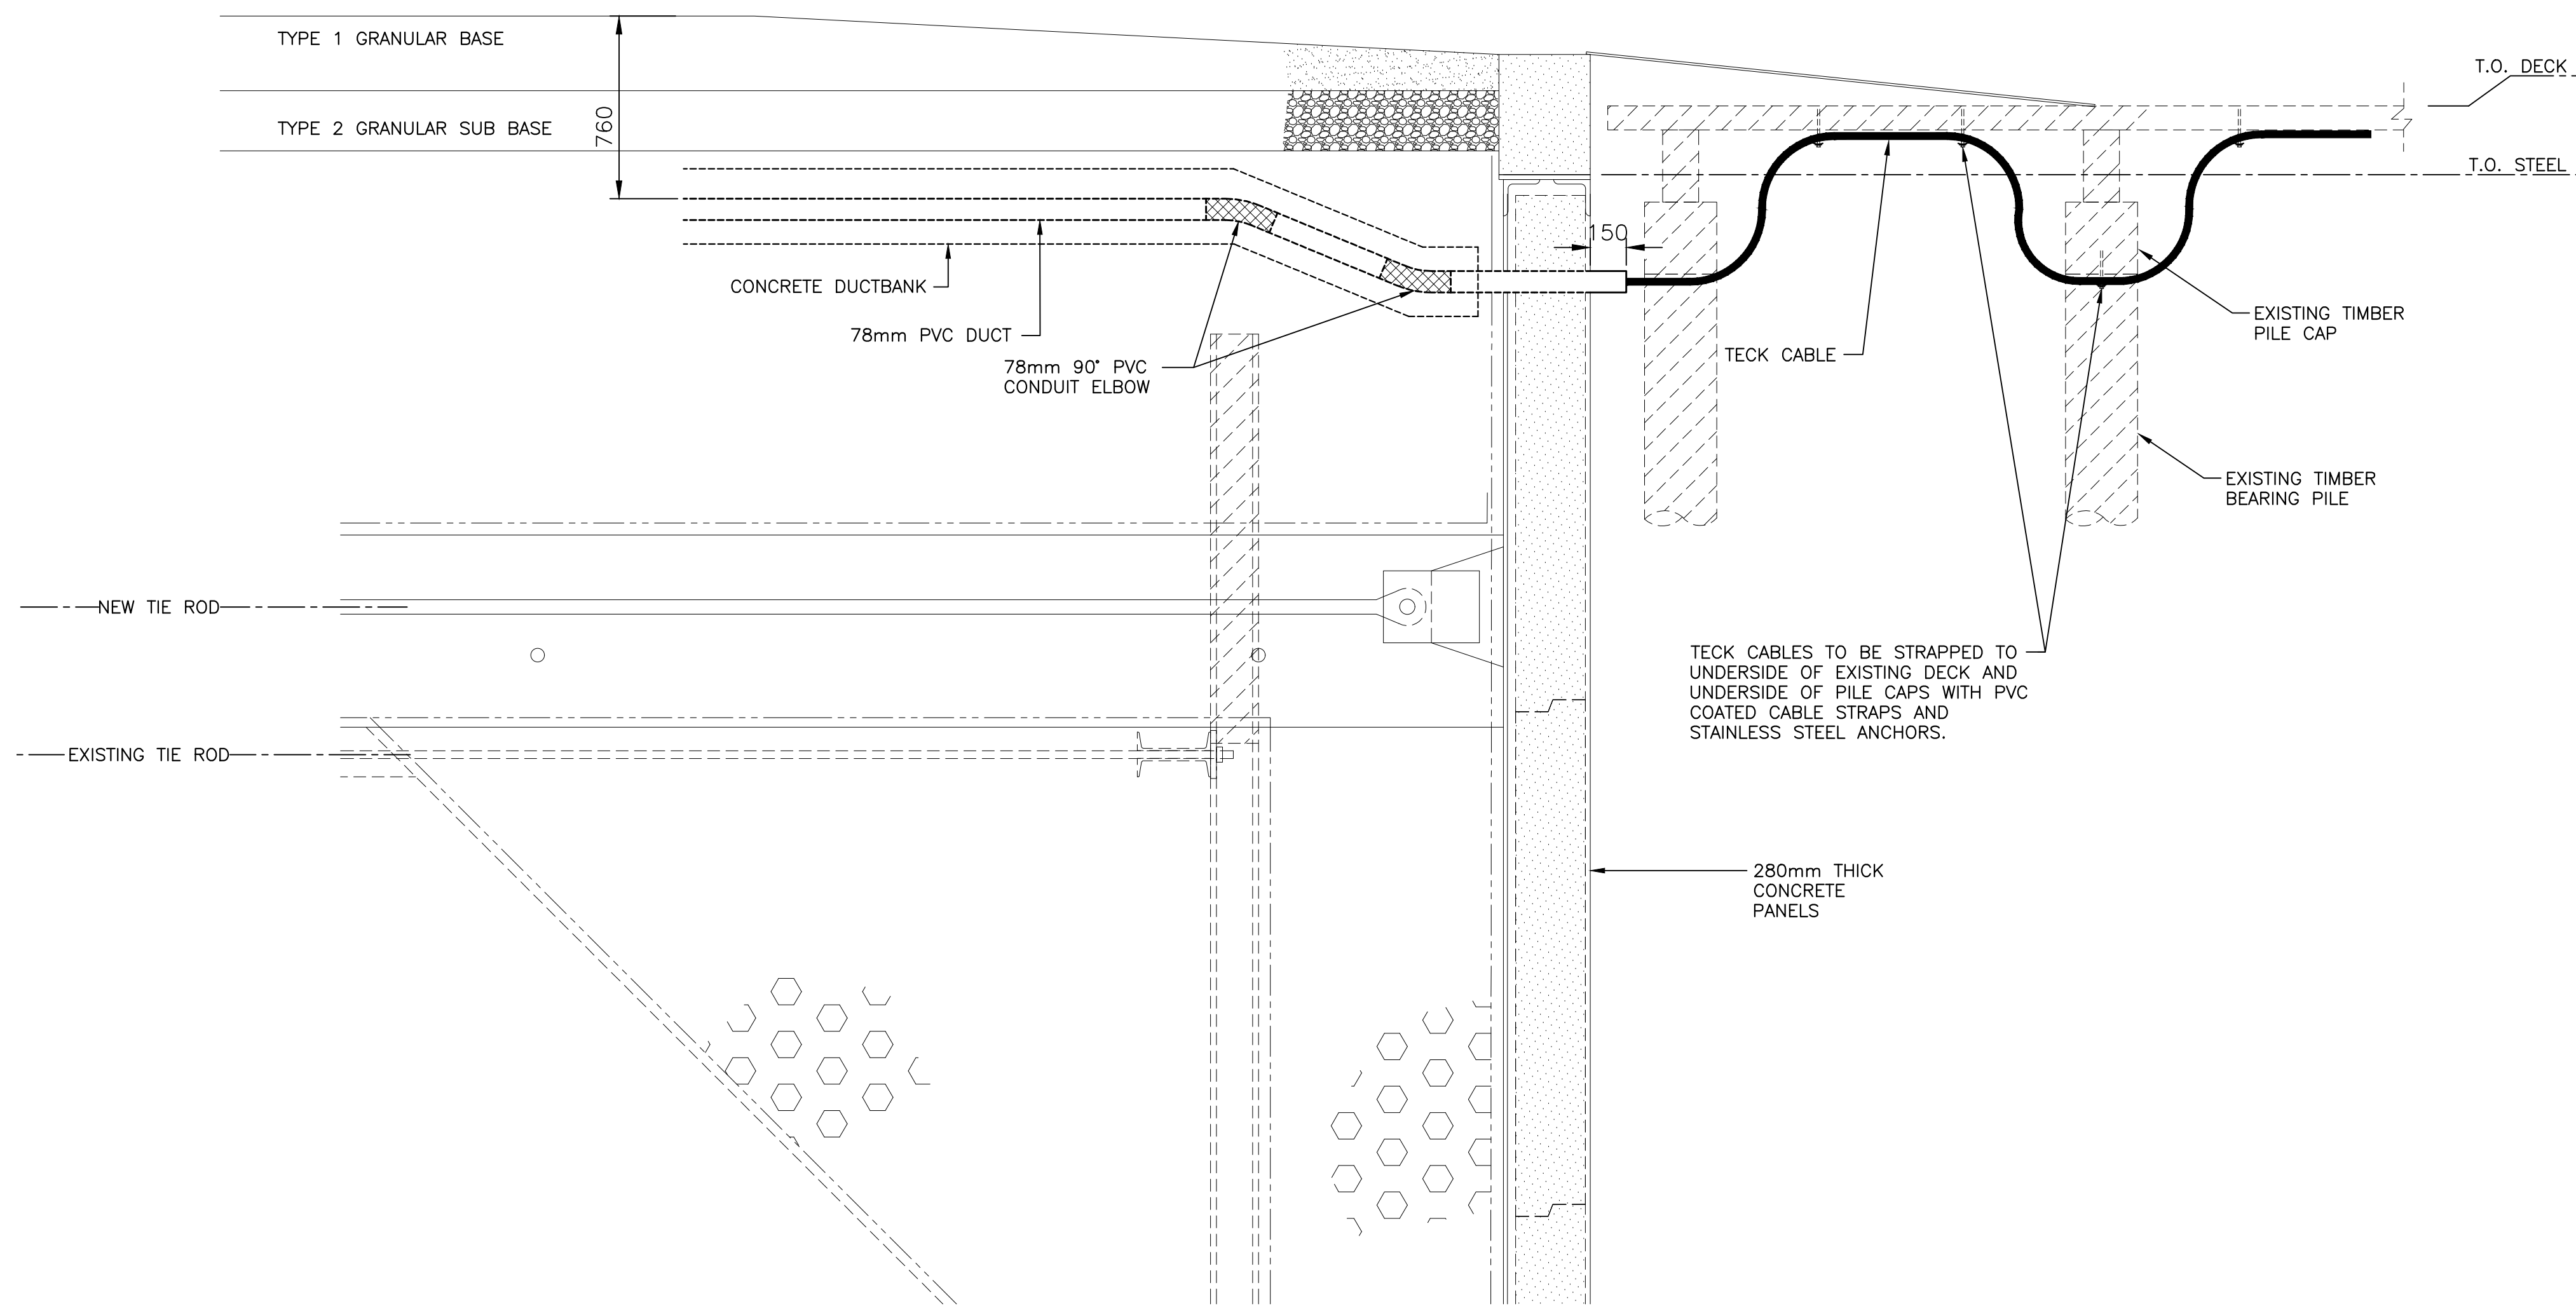 TYPE 1 GRANULAR BASE
T.O. DECK
TYPE 2 GRANULAR SUB BASE
760
T.O. STEEL
150
CONCRETE DUCTBANK
78mm PVC DUCT
78mm 90° PVC
CONDUIT ELBOW
TECK CABLE
EXISTING TIMBER
PILE CAP
EXISTING TIMBER
BEARING PILE
NEW TIE ROD
TECK CABLES TO BE STRAPPED TO
UNDERSIDE OF EXISTING DECK AND
UNDERSIDE OF PILE CAPS WITH PVC
COATED CABLE STRAPS AND
STAINLESS STEEL ANCHORS.
EXISTING TIE ROD
280mm THICK
CONCRETE
PANELS